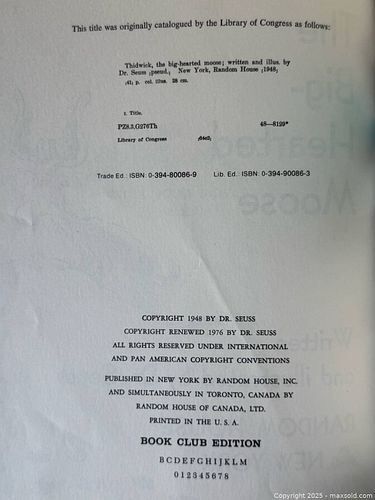 This title was originally catalogued by the Library of Congress as follows:
Thidwick, the big-hearted moose; written and illus. by
Dr. Seuss [pseud.] New York, Random House [1948]
[41] p. col. illus. 28 cm.
I. Title.
PZ8.3.G276Th
48—8129*
Library of Congress
Trade Ed.: ISBN: 0-394-80086-9 Lib. Ed.: ISBN: 0-394-90086-3
COPYRIGHT 1948 BY DR. SEUSS
COPYRIGHT RENEWED 1976 BY DR. SEUSS
ALL RIGHTS RESERVED UNDER INTERNATIONAL
AND PAN AMERICAN COPYRIGHT CONVENTIONS
PUBLISHED IN NEW YORK BY RANDOM HOUSE, INC.
AND SIMULTANEOUSLY IN TORONTO, CANADA BY
RANDOM HOUSE OF CANADA, LTD.
PRINTED IN THE U. S. A.
BOOK CLUB EDITION
BCDEFGHIJKLM
012345678
Copyright 2025 - maxsold.com